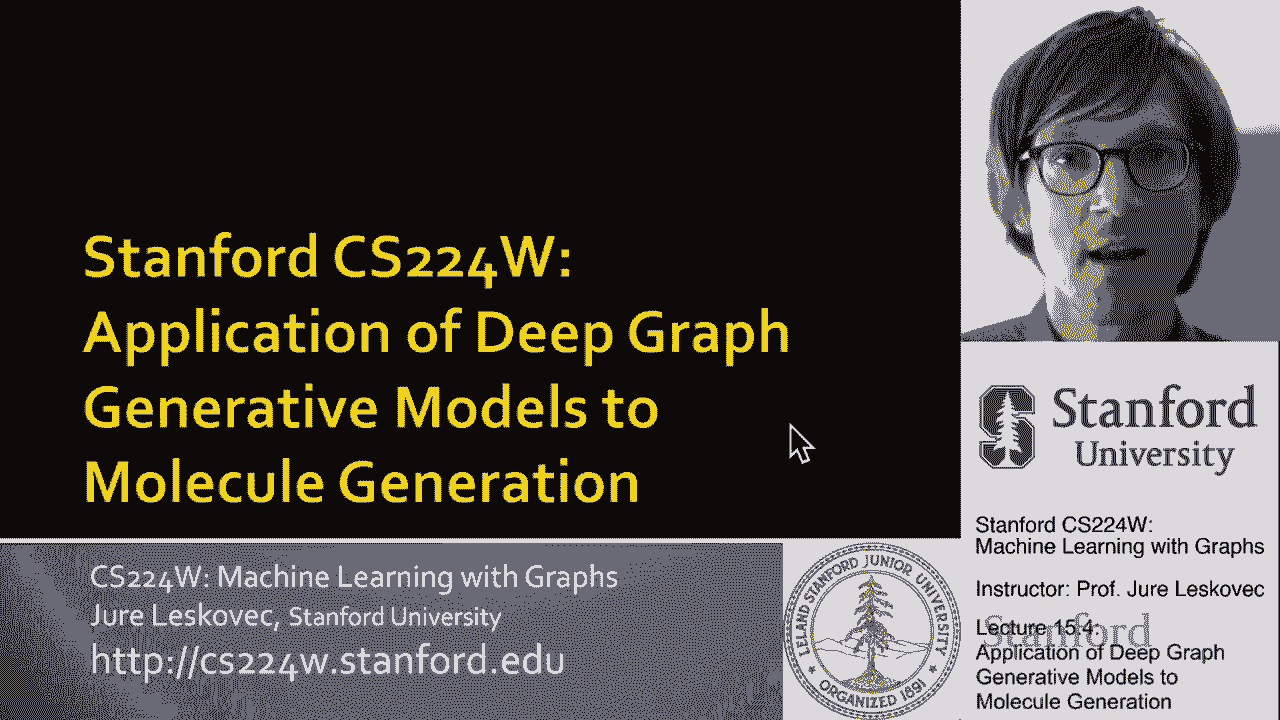 Stanford CS224W:
Application of Deep Graph
Generative Models to
Molecule Generation
CS224W: Machine Learning with Graphs
Jure Leskovec, Stanford University
http://cs224w.stanford.edu
LELAND STANFORD JUNIOR UNIVERSITY
ORGANIZED 1891
Stanford
University
Stanford CS224W:
Machine Learning with Graphs
Instructor: Prof. Jure Leskovec
Stanford
Lecture 15.4:
Application of Deep Graph
Generative Models to
Molecule Generation